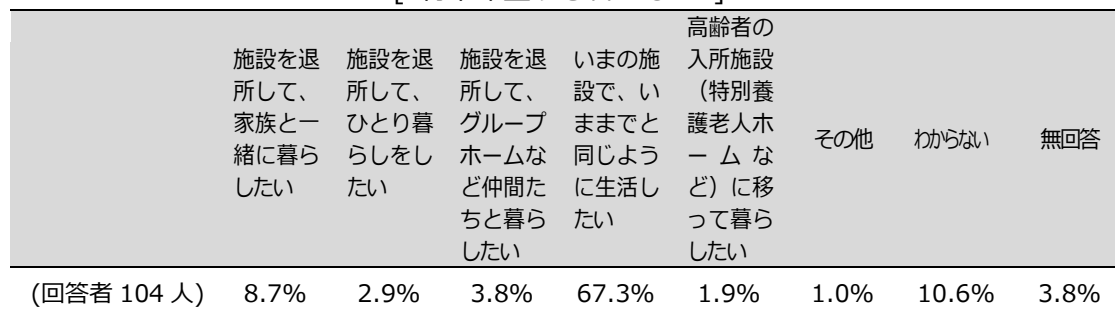 施設を退
所して、
家族と一
緒に暮ら
したい
施設を退
所して、
ひとり暮
らしをし
たい
施設を退
所して、
グループ
ホームな
ど仲間た
ちと暮ら
したい
いまの施
設で、い
ままでと
同じよう
に生活し
たい
高齢者の
入所施設
(特別養
護老人ホ
ームな
ど)に移
って暮ら
したい
その他
わからない
無回答
(回答者 104 人) 8.7% 2.9% 3.8% 67.3% 1.9% 1.0% 10.6% 3.8%